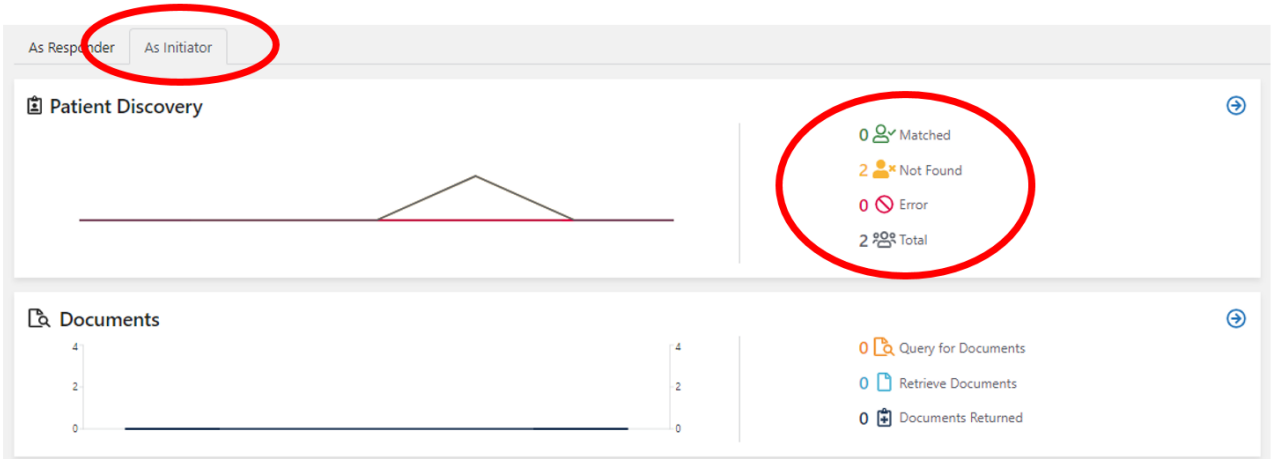 As Responder As Initiator
Patient Discovery
0 Matched
2 Not Found
0 Error
2 Total
Documents
4 4
2 2
0 0
0 Query for Documents
0 Retrieve Documents
0 Documents Returned